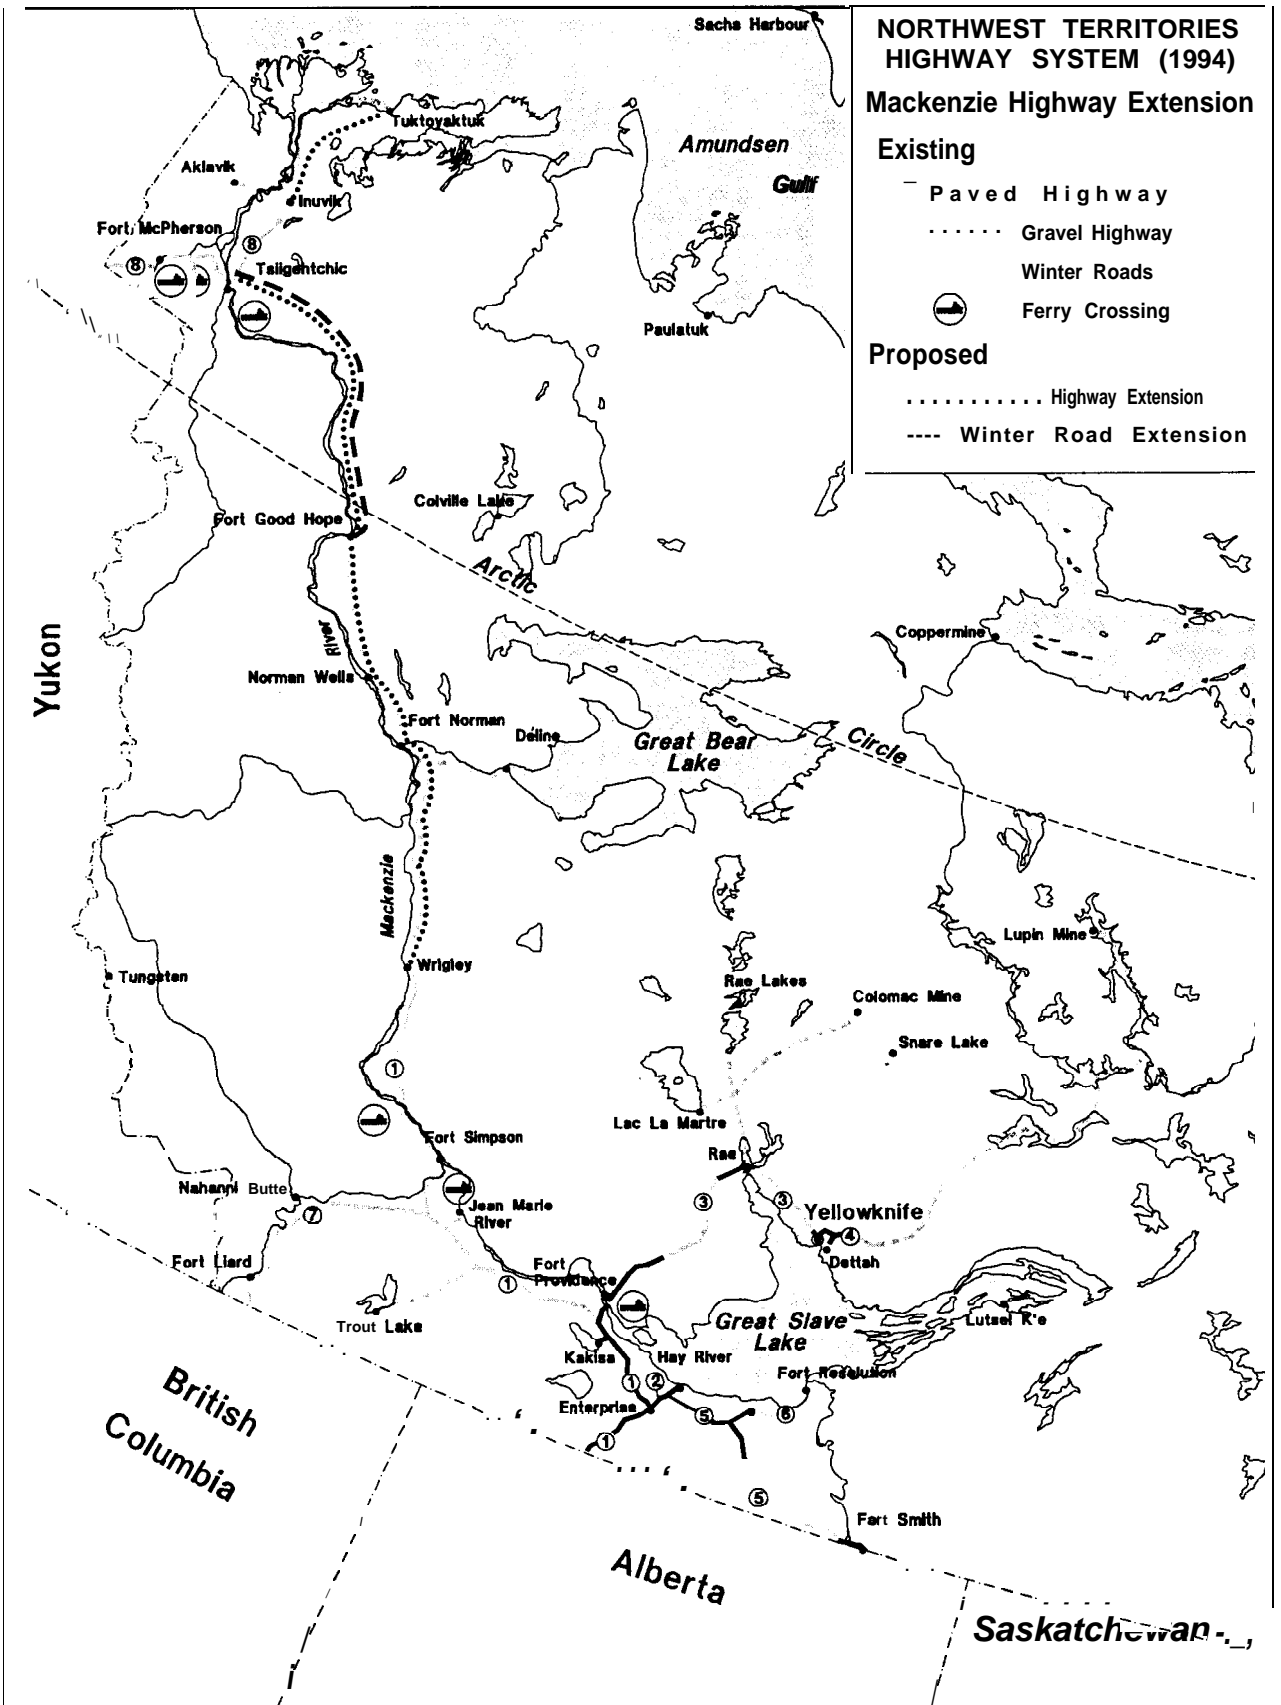 NORTHWEST TERRITORIES
HIGHWAY SYSTEM (1994)
Mackenzie Highway Extension
Existing
Paved Highway
Gravel Highway
Winter Roads
Ferry Crossing
Proposed
Highway Extension
Winter Road Extension
Sachs Harbour
Tuktoyaktuk
Amundsen
Gulf
Aklavik
Inuvik
Fort McPherson
8
8
Tsiigehtchic
Paulatuk
Colville Lake
Fort Good Hope
Arctic
Circle
Coppermine
River
Yukon
Norman Wells
Fort Norman
Deline
Great Bear
Lake
Mackenzie
Lupin Mine
Wrigley
Tungsten
Rae Lakes
Colomac Mine
Snare Lake
1
Lac La Martre
Fort Simpson
Rae
Nahanni Butte
3
3
Jean Marie
River
7
Yellowknife
4
Dettah
Fort Liard
Fort
Providence
1
Trout Lake
Great Slave
Lake
Lutsel K'e
Kakisa
Hay River
Fort Resolution
1
2
Enterprise
5
6
1
5
British
Columbia
Fort Smith
Alberta
Saskatchewan